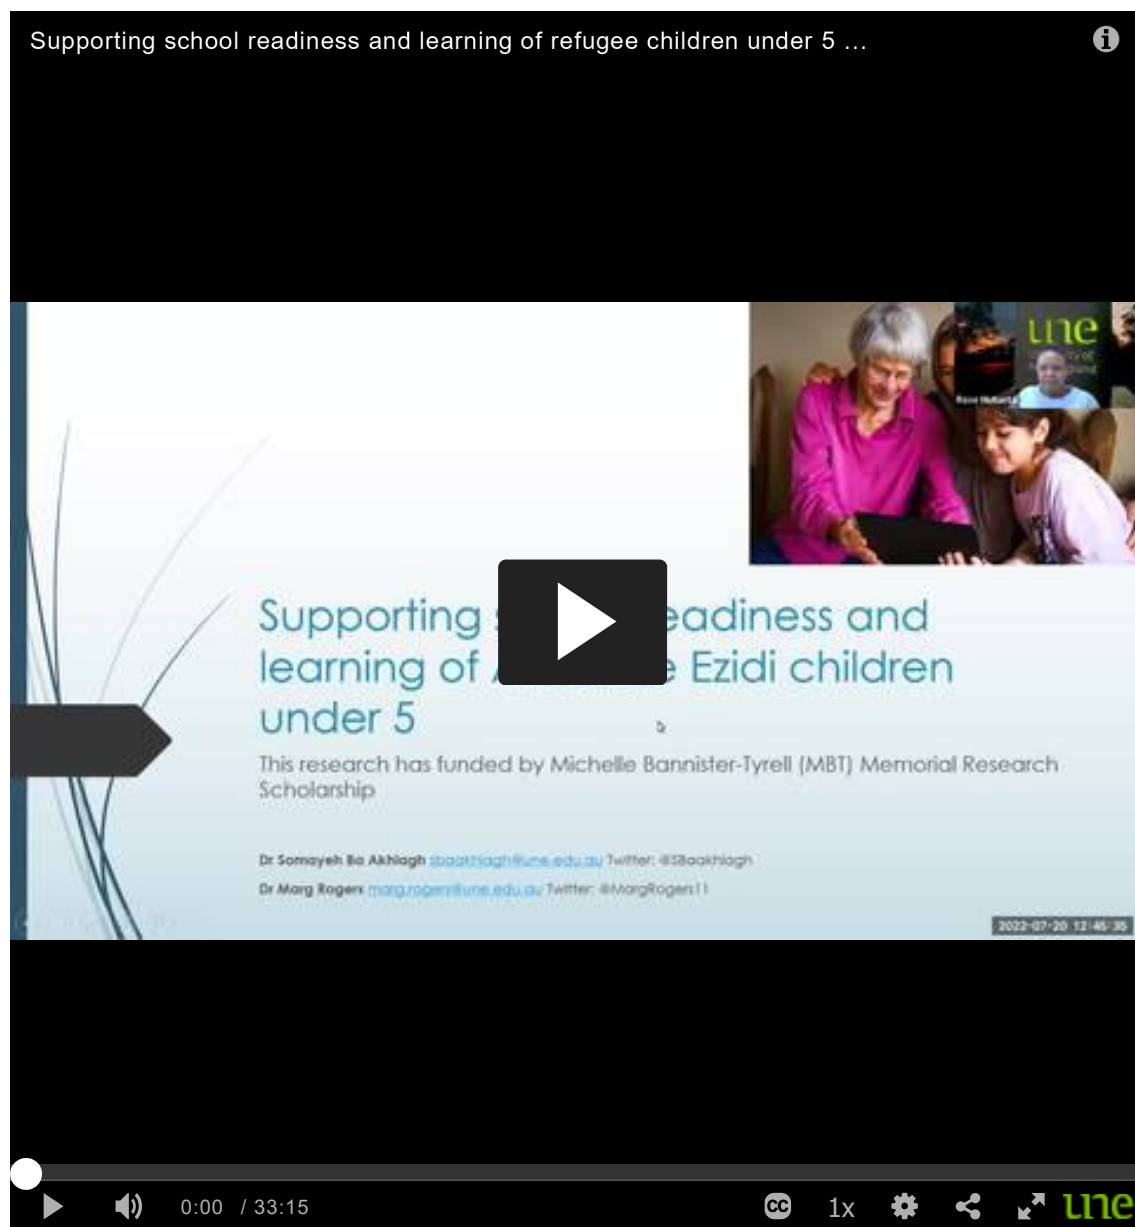 Supporting school readiness and learning of refugee children under 5 ...
une
Supporting eadiness and
learning of Ezidi children
under 5
This research has funded by Michelle Bannister-Tyrell (MBT) Memorial Research
Scholarship
Dr Somayeh Ba Akhlagh sbaakhlagh@une.edu.au Twitter: @SBaakhlagh
Dr Marg Rogers marg.rogers@une.edu.au Twitter: @MargRogers11
2022-07-20 12:45:35
0:00 / 33:15
CC
1x
une